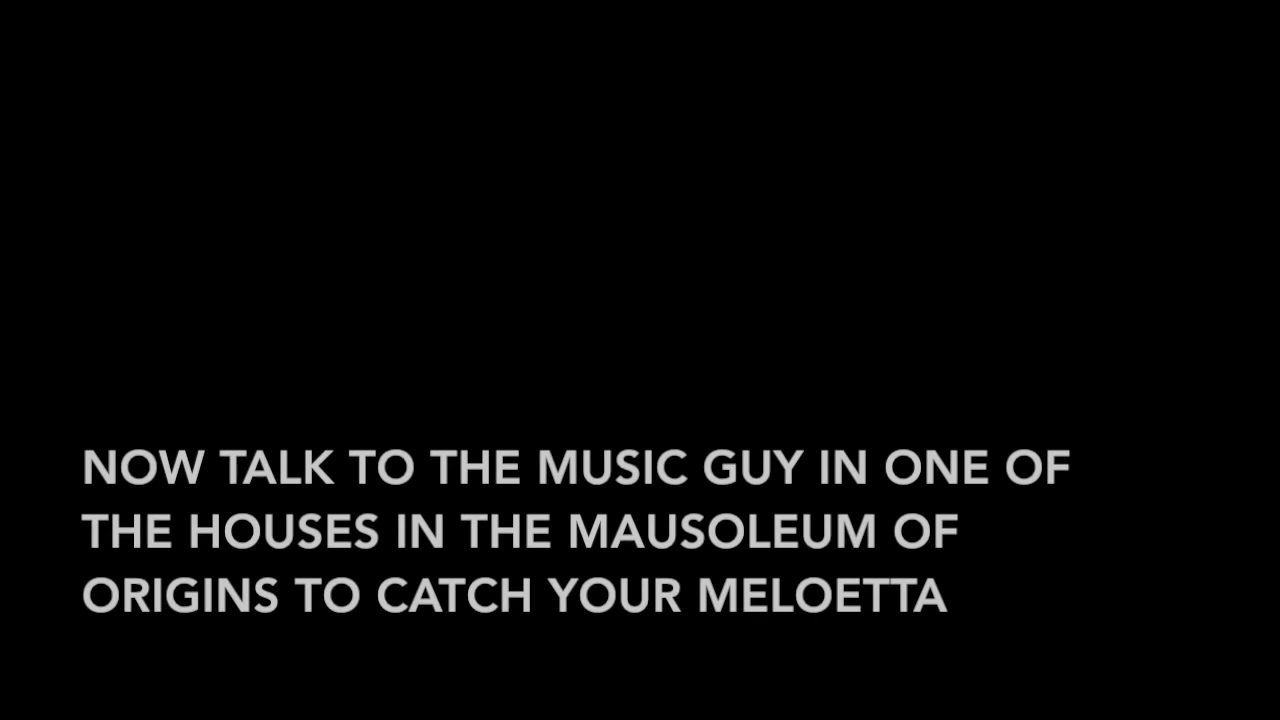 NOW TALK TO THE MUSIC GUY IN ONE OF
THE HOUSES IN THE MAUSOLEUM OF
ORIGINS TO CATCH YOUR MELOETTA